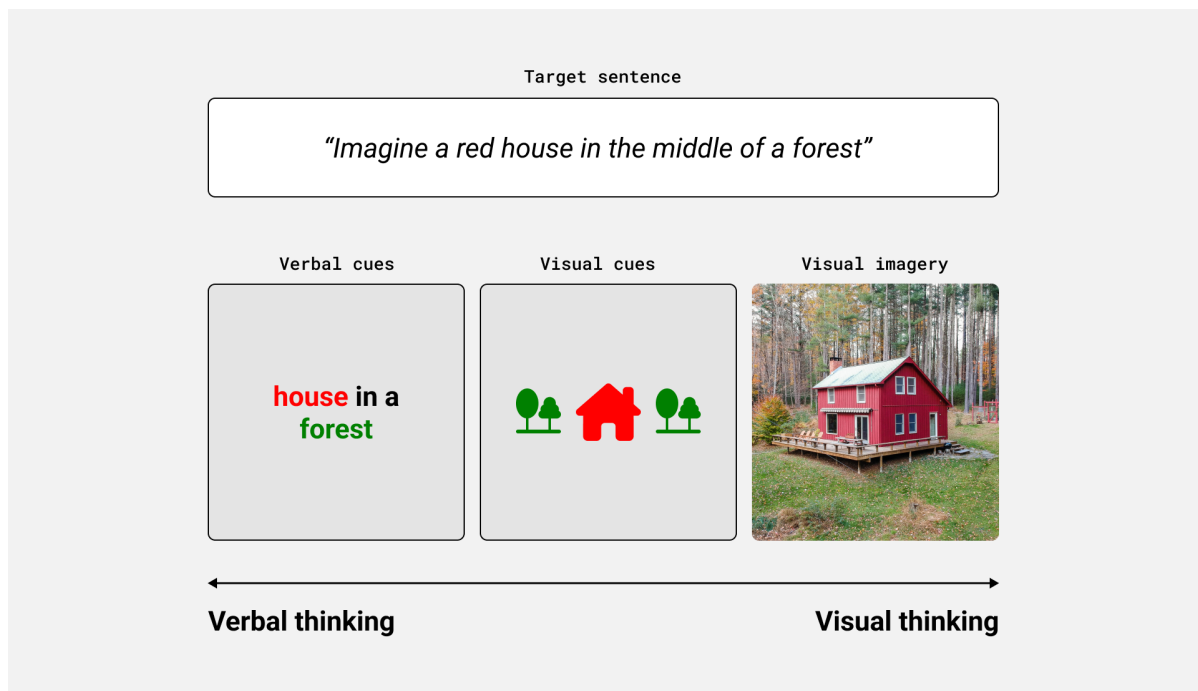 Target sentence
“Imagine a red house in the middle of a forest”
Verbal cues
Visual cues
Visual imagery
house in a
forest
Verbal thinking
Visual thinking